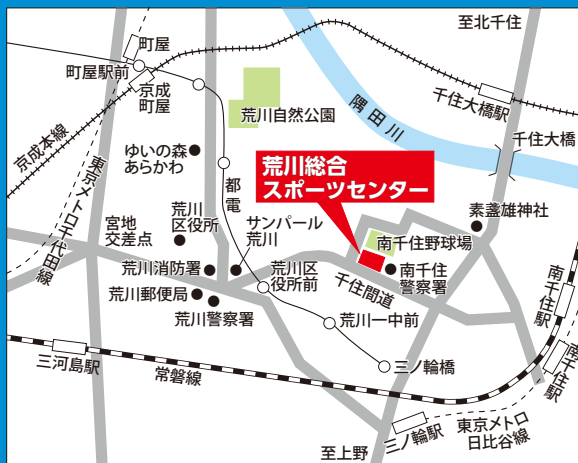 至北千住
町屋
町屋駅前
京成
町屋
千住大橋駅
荒川自然公園
隅田川
千住大橋
京成本線
ゆいの森
あらかわ
都電
荒川総合
スポーツセンター
東京メトロ千代田線
宮地
交差点
荒川
区役所
サンパール
荒川
素盞雄神社
南千住野球場
荒川消防署
荒川区
役所前
千住間道
南千住
警察署
荒川郵便局
荒川警察署
荒川一中前
南千住駅
南千住駅
三河島駅
常磐線
三ノ輪橋
三ノ輪駅
東京メトロ
日比谷線
至上野